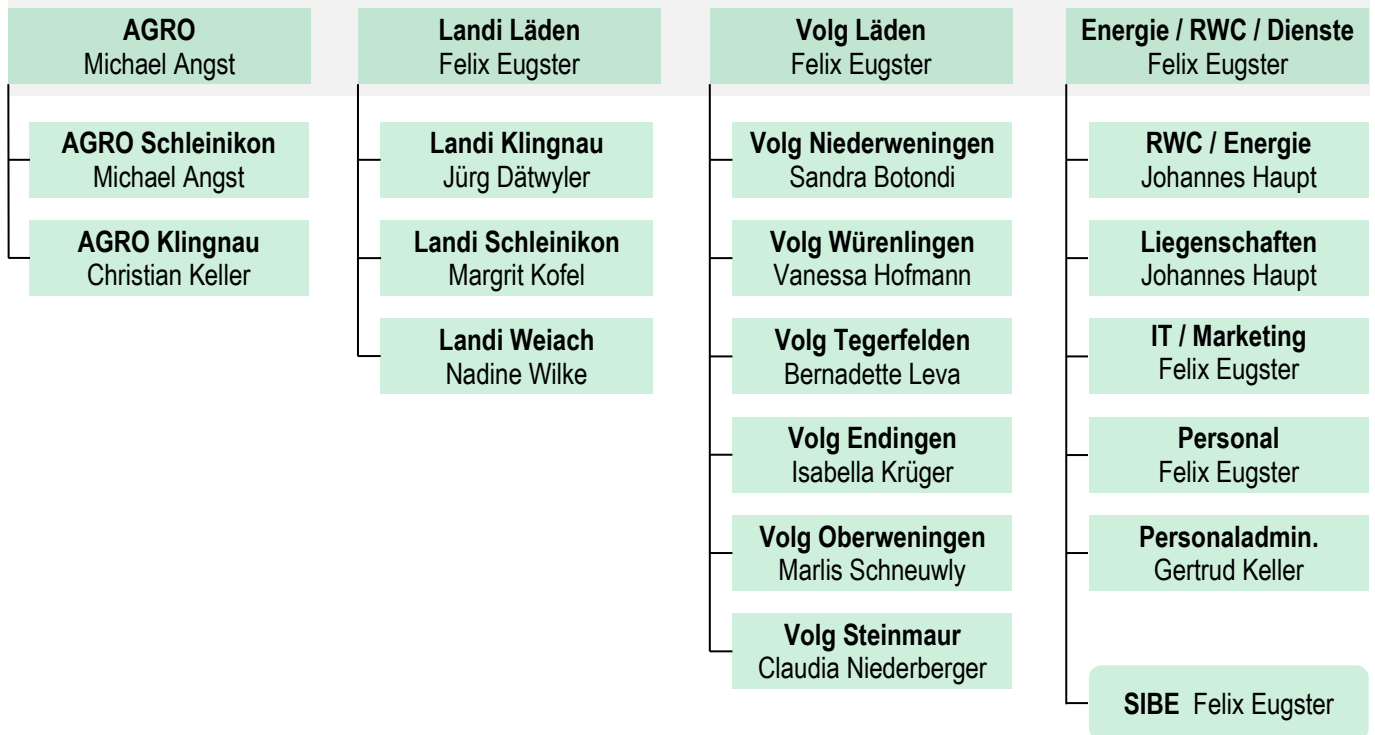 AGRO
Michael Angst
AGRO Schleinikon
Michael Angst
AGRO Klingnau
Christian Keller
Landi Läden
Felix Eugster
Landi Klingnau
Jürg Dätwyler
Landi Schleinikon
Margrit Kofel
Landi Weiach
Nadine Wilke
Volg Läden
Felix Eugster
Volg Niederweningen
Sandra Botondi
Volg Würenlingen
Vanessa Hofmann
Volg Tegerfelden
Bernadette Leva
Volg Endingen
Isabella Krüger
Volg Oberweningen
Marlis Schneuwly
Volg Steinmaur
Claudia Niederberger
Energie / RWC / Dienste
Felix Eugster
RWC / Energie
Johannes Haupt
Liegenschaften
Johannes Haupt
IT / Marketing
Felix Eugster
Personal
Felix Eugster
Personaladmin.
Gertrud Keller
SIBE Felix Eugster